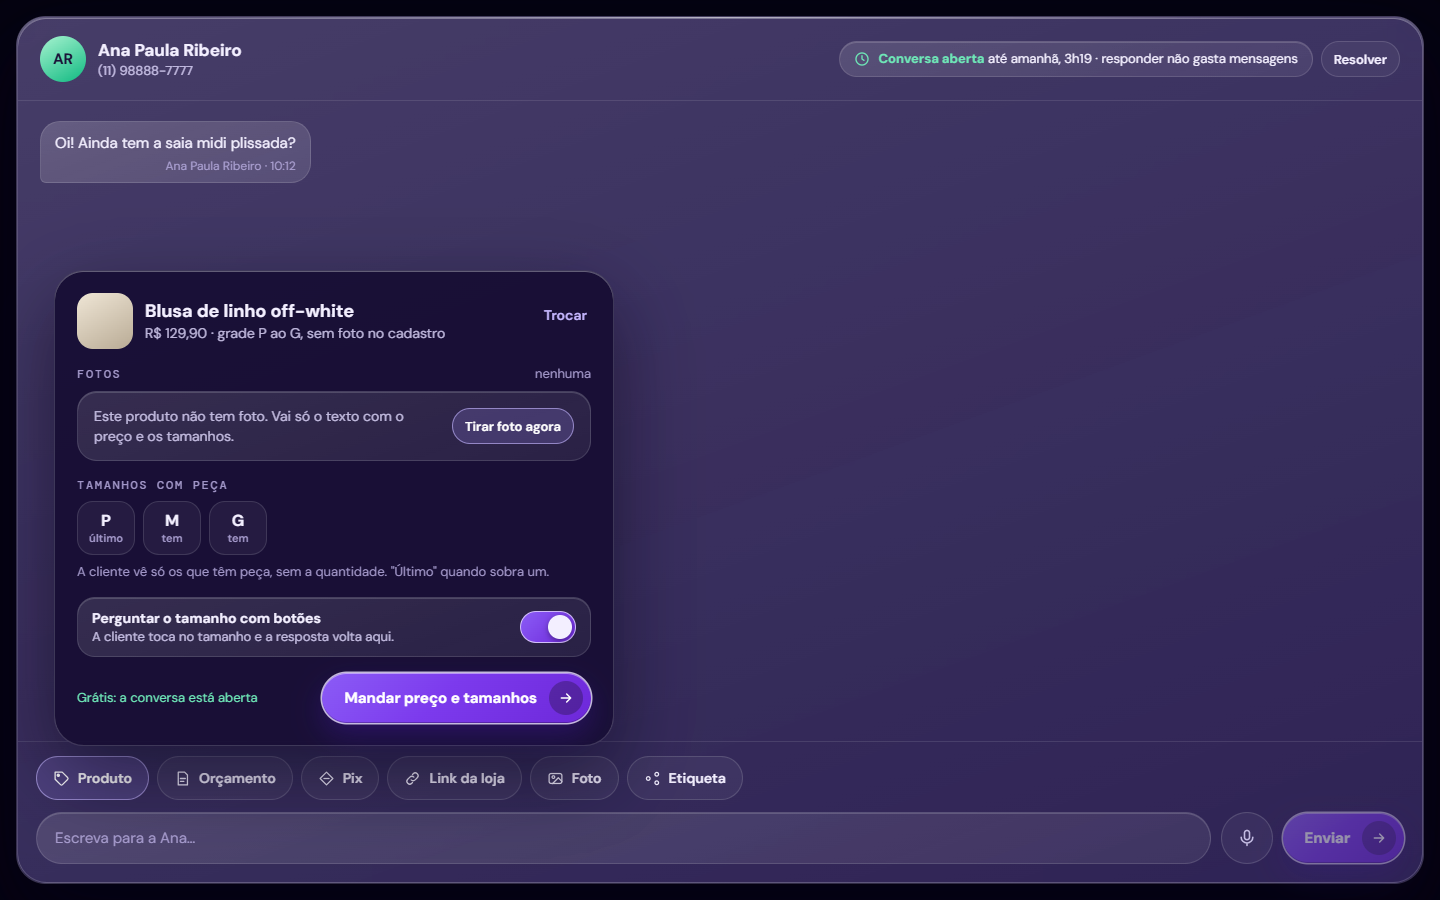 AR
Ana Paula Ribeiro
(11) 98888-7777
Conversa aberta até amanhã, 3h19 · responder não gasta mensagens
Resolver
Oi! Ainda tem a saia midi plissada?
Ana Paula Ribeiro · 10:12
Blusa de linho off-white
R$ 129,90 · grade P ao G, sem foto no cadastro
Trocar
FOTOS
nenhuma
Este produto não tem foto. Vai só o texto com o
preço e os tamanhos.
Tirar foto agora
TAMANHOS COM PEÇA
P
último
M
tem
G
tem
A cliente vê só os que têm peça, sem a quantidade. "Último" quando sobra um.
Perguntar o tamanho com botões
A cliente toca no tamanho e a resposta volta aqui.
Grátis: a conversa está aberta
Mandar preço e tamanhos
Produto
Orçamento
Pix
Link da loja
Foto
Etiqueta
Escreva para a Ana...
Enviar